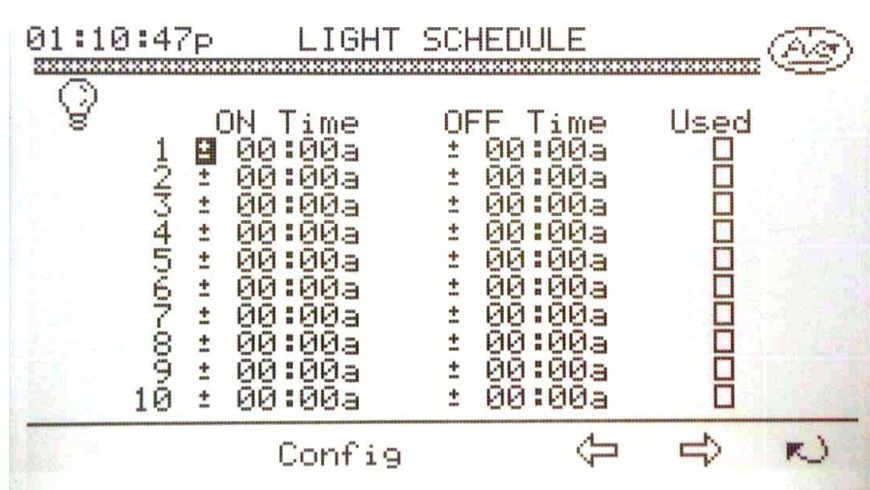 01:10:47p LIGHT SCHEDULE
ON Time OFF Time Used
1 ± 00:00a ± 00:00a
2 ± 00:00a ± 00:00a
3 ± 00:00a ± 00:00a
4 ± 00:00a ± 00:00a
5 ± 00:00a ± 00:00a
6 ± 00:00a ± 00:00a
7 ± 00:00a ± 00:00a
8 ± 00:00a ± 00:00a
9 ± 00:00a ± 00:00a
10 ± 00:00a ± 00:00a
Config